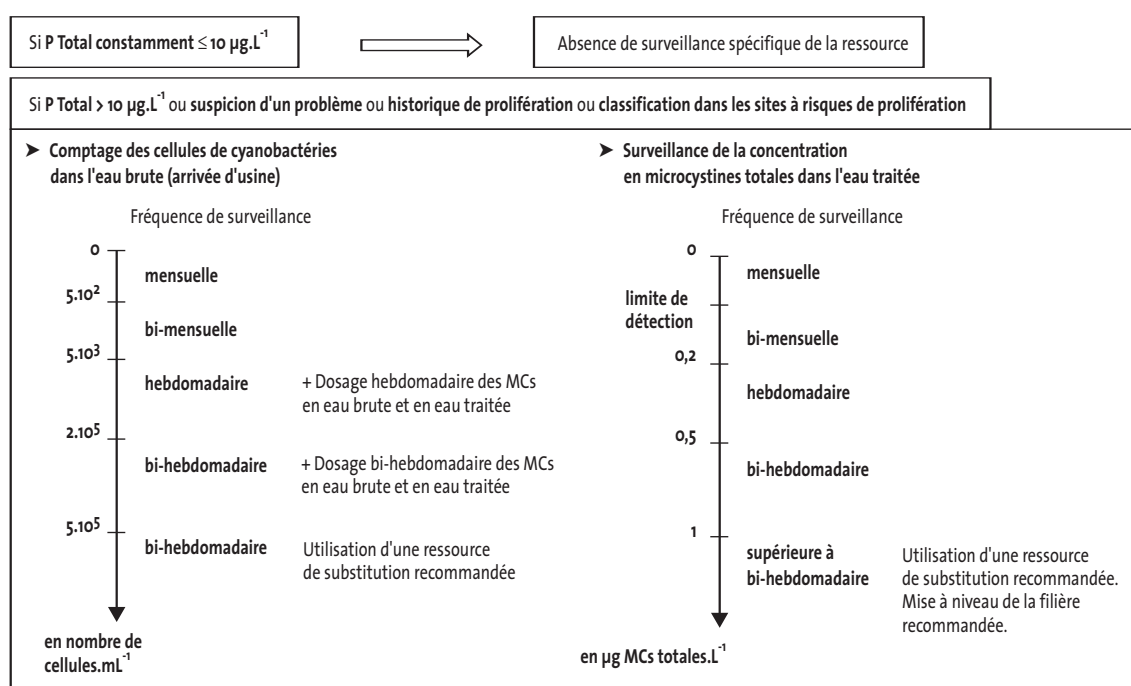 Si P Total constamment ≤ 10 µg.L⁻¹
Absence de surveillance spécifique de la ressource
Si P Total > 10 µg.L⁻¹ ou suspicion d'un problème ou historique de prolifération ou classification dans les sites à risques de prolifération
➤ Comptage des cellules de cyanobactéries
dans l'eau brute (arrivée d'usine)
Fréquence de surveillance
0
mensuelle
5.10²
bi-mensuelle
5.10³
hebdomadaire
+ Dosage hebdomadaire des MCs
en eau brute et en eau traitée
2.10⁵
bi-hebdomadaire
+ Dosage bi-hebdomadaire des MCs
en eau brute et en eau traitée
5.10⁵
bi-hebdomadaire
Utilisation d'une ressource
de substitution recommandée
en nombre de
cellules.mL⁻¹
➤ Surveillance de la concentration
en microcystines totales dans l'eau traitée
Fréquence de surveillance
0
mensuelle
limite de
détection
bi-mensuelle
0,2
hebdomadaire
0,5
bi-hebdomadaire
1
supérieure à
bi-hebdomadaire
Utilisation d'une ressource
de substitution recommandée.
Mise à niveau de la filière
recommandée.
en µg MCs totales.L⁻¹